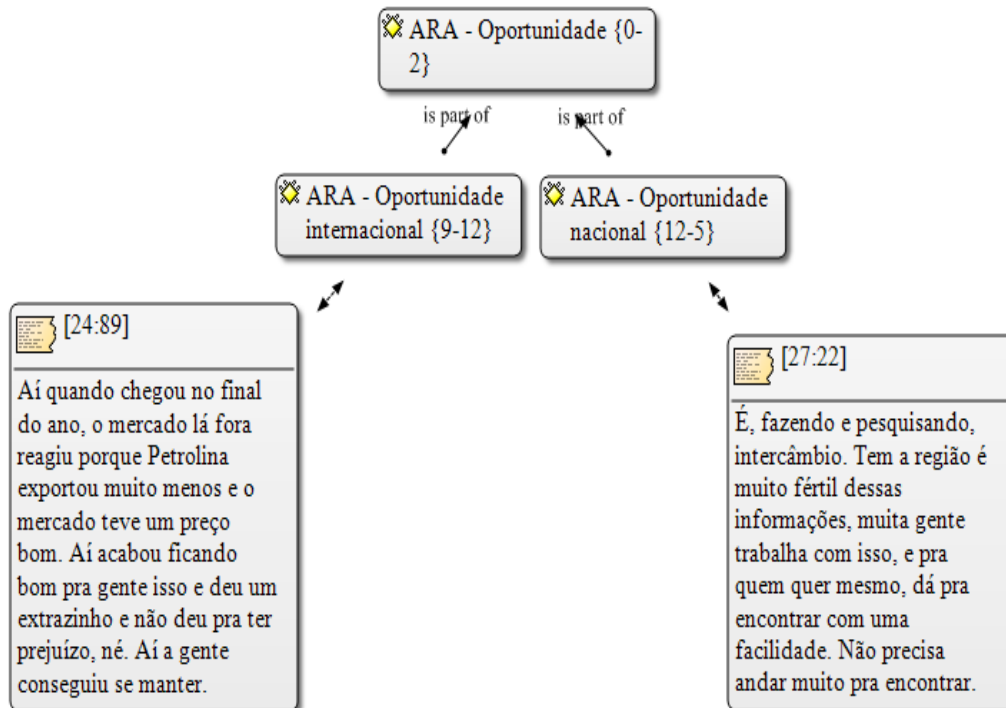 ARA - Oportunidade {0-
2}
is part of
is part of
ARA - Oportunidade
internacional {9-12}
ARA - Oportunidade
nacional {12-5}
[24:89]
Aí quando chegou no final
do ano, o mercado lá fora
reagiu porque Petrolina
exportou muito menos e o
mercado teve um preço
bom. Aí acabou ficando
bom pra gente isso e deu um
extrazinho e não deu pra ter
prejuízo, né. Aí a gente
conseguiu se manter.
[27:22]
É, fazendo e pesquisando,
intercâmbio. Tem a região é
muito fértil dessas
informações, muita gente
trabalha com isso, e pra
quem quer mesmo, dá pra
encontrar com uma
facilidade. Não precisa
andar muito pra encontrar.